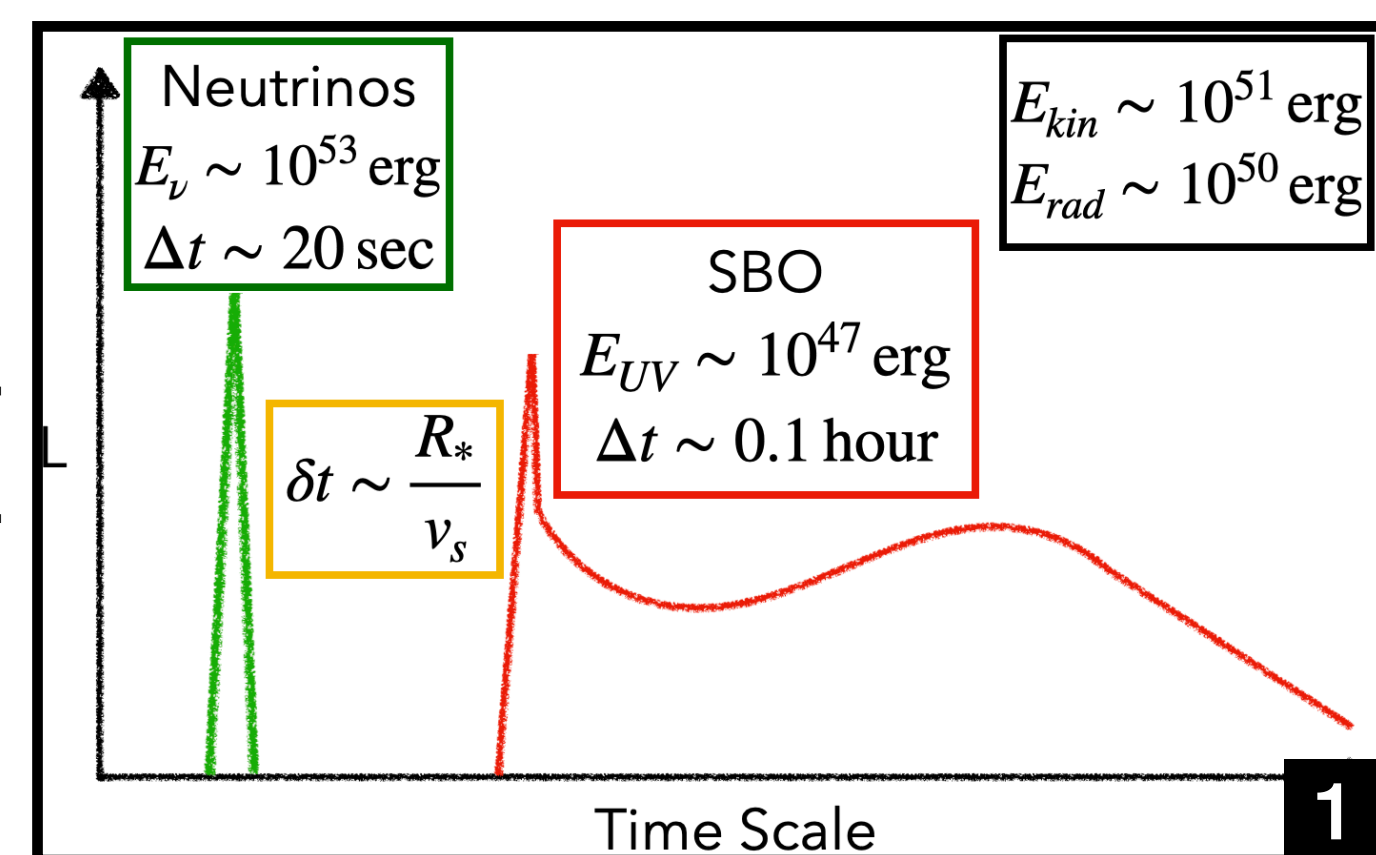 Neutrinos
E_ν ∼ 10^53 erg
Δt ∼ 20 sec
E_kin ∼ 10^51 erg
E_rad ∼ 10^50 erg
SBO
E_UV ∼ 10^47 erg
Δt ∼ 0.1 hour
δt ∼ R_*/v_s
L
Time Scale
1